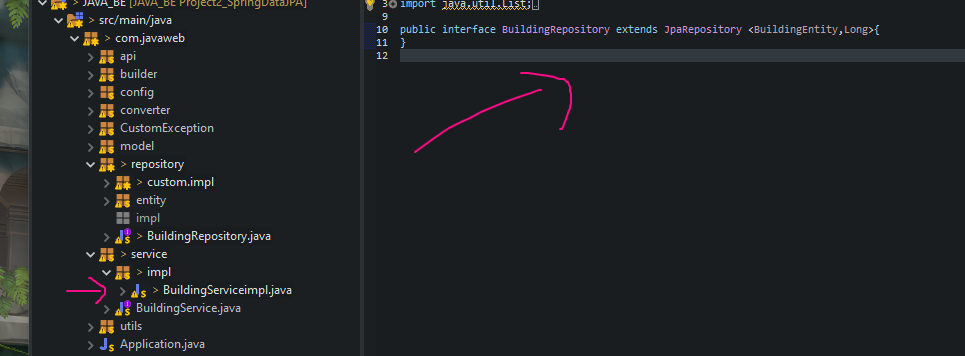 > JAVA_BE [JAVA_BE Project2_SpringDataJPA]
> src/main/java
> com.javaweb
api
builder
config
converter
CustomException
model
> repository
> custom.impl
entity
impl
> BuildingRepository.java
> service
> impl
> BuildingServiceimpl.java
BuildingService.java
utils
Application.java
3 import java.util.List;
10 public interface BuildingRepository extends JpaRepository <BuildingEntity,Long>{
11 }
12